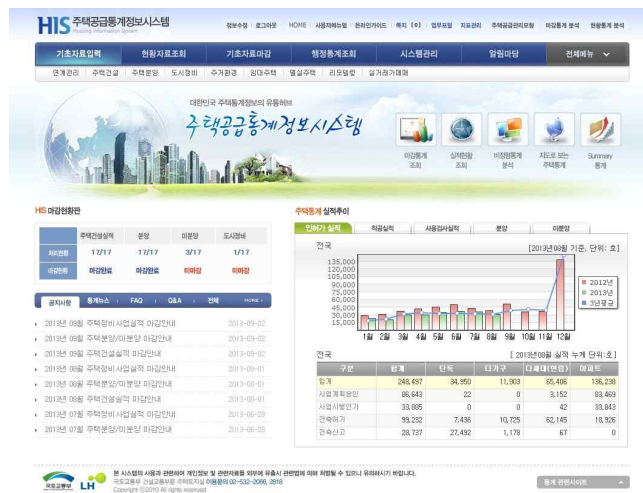 HIS 주택공급통계정보시스템
Housing Information System
정보수정 로그아웃 HOME 사용자매뉴얼 온라인가이드 쪽지 [0] 업무포털 지표관리 주택공급관리모형 마감통계 분석 현황통계 분석
기초자료입력 현황자료조회 기초자료마감 행정통계조회 시스템관리 알림마당 전체메뉴
연계관리 주택건설 주택분양 도시정비 주거환경 임대주택 멸실주택 리모델링 실거래가매매
대한민국 주택통계정보의 유통허브
주택공급통계정보시스템
마감통계 조회
실적현황 조회
비정형통계 분석
지도로 보는 주택통계
Summary 통계
HIS 마감현황판
주택건설실적 분양 미분양 도시정비
처리현황 17/17 17/17 3/17 1/17
마감현황 마감완료 마감완료 미마감 미마감
공지사항 통계뉴스 FAQ Q&A 전체 MORE
2013년 09월 주택정비사업실적 마감안내 2013-09-02
2013년 09월 주택분양/미분양 마감안내 2013-09-02
2013년 09월 주택건설실적 마감안내 2013-09-02
2013년 08월 주택정비사업실적 마감안내 2013-08-01
2013년 08월 주택분양/미분양 마감안내 2013-08-01
2013년 08월 주택건설실적 마감안내 2013-08-01
2013년 07월 주택정비사업실적 마감안내 2013-06-28
2013년 07월 주택분양/미분양 마감안내 2013-06-28
주택통계 실적추이
인허가 실적 착공실적 사용검사실적 분양 미분양
전국 [2013년 08월 기준, 단위: 호]
135,000
120,000
105,000
90,000
75,000
60,000
45,000
30,000
15,000
1월 2월 3월 4월 5월 6월 7월 8월 9월 10월 11월 12월
2012년
2013년
3년평균
전국 [ 2013년 08월 실적 누계 단위:호]
구분 합계 단독 다가구 다세대(연립) 아파트
합계 248,497 34,950 11,903 65,406 136,238
사업계획승인 86,643 22 0 3,152 83,469
사업시행인가 33,885 0 0 42 33,843
건축허가 99,232 7,436 10,725 62,145 18,926
건축신고 28,737 27,492 1,178 67 0
국토교통부 LH
본 시스템의 사용과 관련하여 개인정보 및 관련자료를 외부에 유출시 관련법에 의해 처벌될 수 있으니 유의하시기 바랍니다.
국토교통부 건설교통부문 주택토지실 이용문의 02-532-2066, 2818
Copyright ⓒ2010 All rights reserved
통계 관련사이트